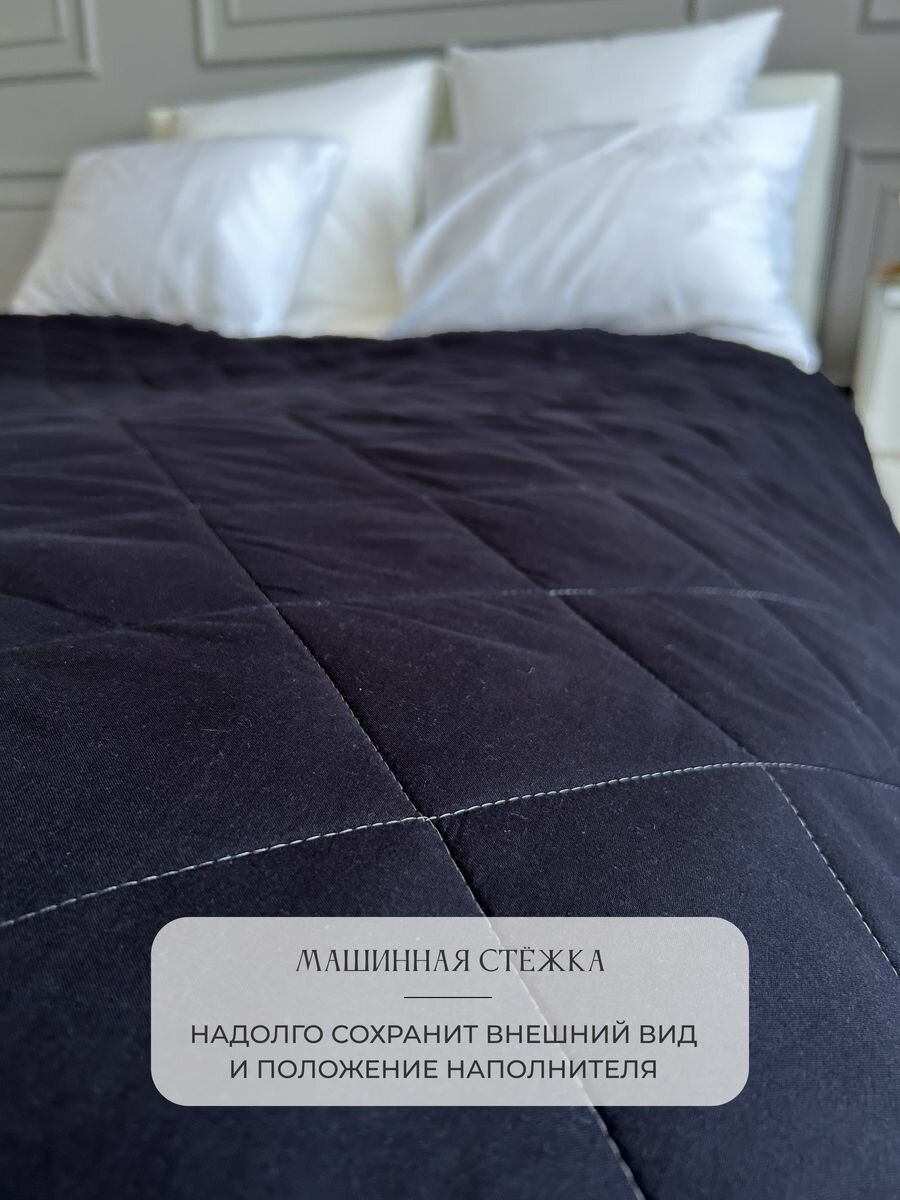 МАШИННАЯ СТЁЖКА
НАДОЛГО СОХРАНИТ ВНЕШНИЙ ВИД
И ПОЛОЖЕНИЕ НАПОЛНИТЕЛЯ